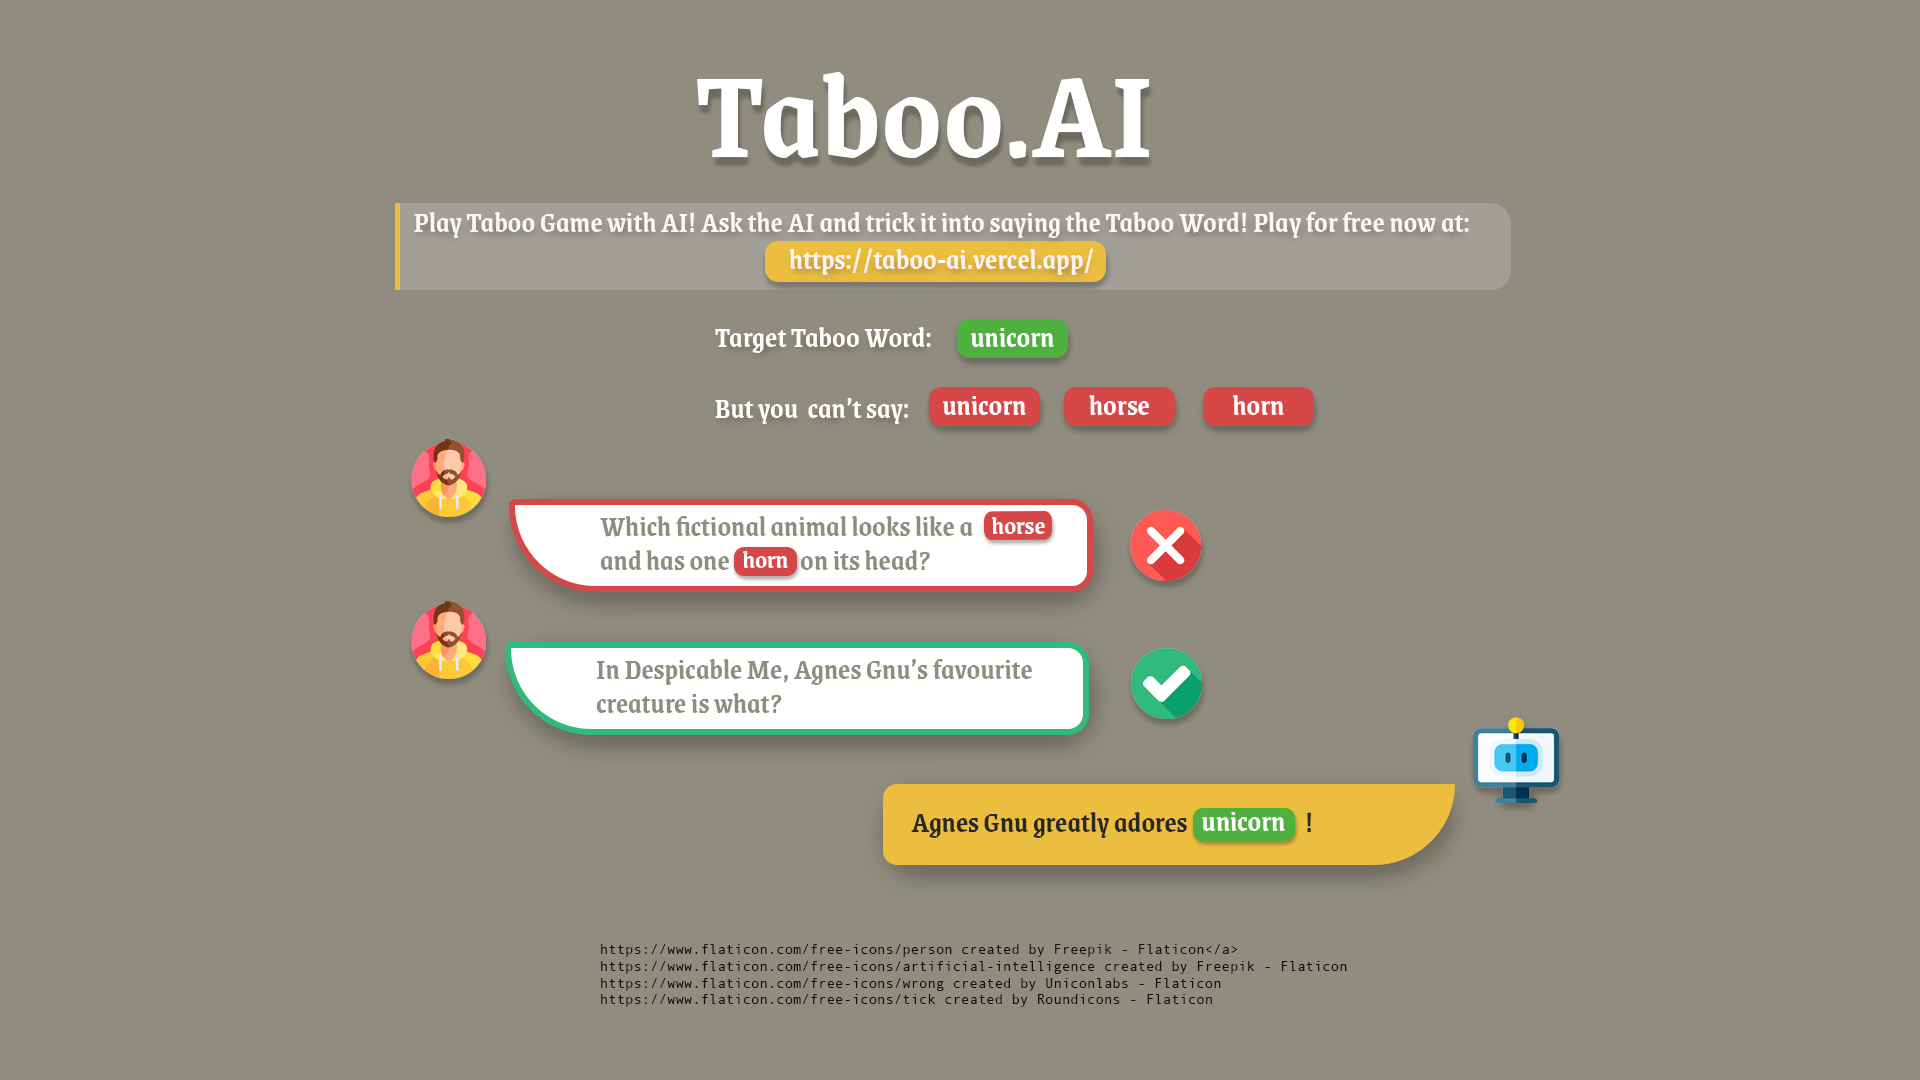 Taboo.AI
Play Taboo Game with AI! Ask the AI and trick it into saying the Taboo Word! Play for free now at:
https://taboo-ai.vercel.app/
Target Taboo Word: unicorn
But you can't say: unicorn horse horn
Which fictional animal looks like a horse
and has one horn on its head?
In Despicable Me, Agnes Gnu's favourite
creature is what?
Agnes Gnu greatly adores unicorn !
https://www.flaticon.com/free-icons/person created by Freepik - Flaticon</a>
https://www.flaticon.com/free-icons/artificial-intelligence created by Freepik - Flaticon
https://www.flaticon.com/free-icons/wrong created by Uniconlabs - Flaticon
https://www.flaticon.com/free-icons/tick created by Roundicons - Flaticon